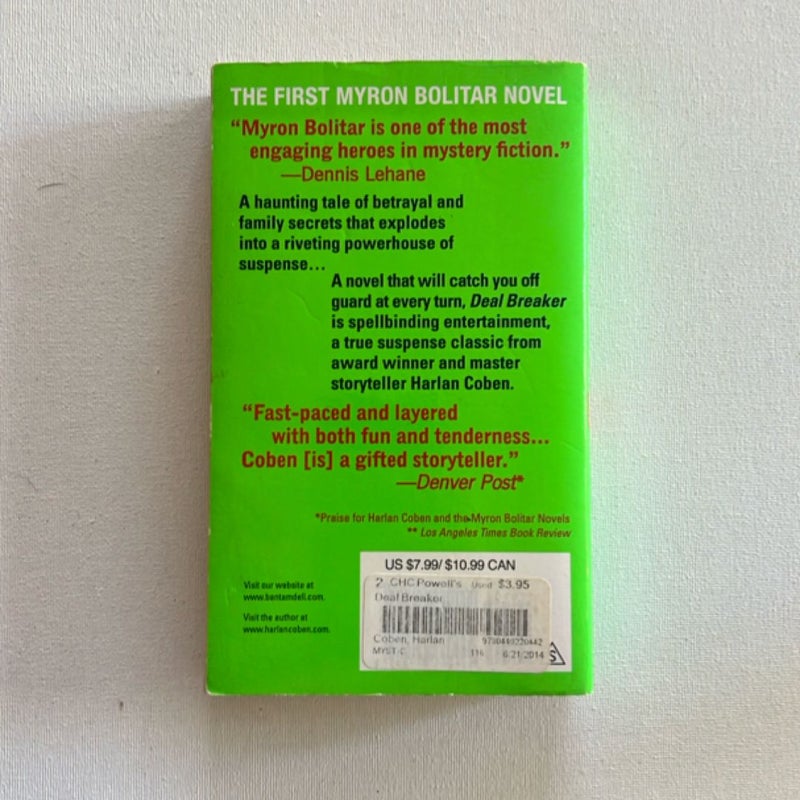 THE FIRST MYRON BOLITAR NOVEL
“Myron Bolitar is one of the most
engaging heroes in mystery fiction.”
—Dennis Lehane
A haunting tale of betrayal and
family secrets that explodes
into a riveting powerhouse of
suspense...
A novel that will catch you off
guard at every turn, Deal Breaker
is spellbinding entertainment,
a true suspense classic from
award winner and master
storyteller Harlan Coben.
“Fast-paced and layered
with both fun and tenderness...
Coben [is] a gifted storyteller.”
—Denver Post*
*Praise for Harlan Coben and the Myron Bolitar Novels
** Los Angeles Times Book Review
US $7.99/ $10.99 CAN
2 CHC Powell's Used $3.95
Deal Breaker
Coben, Harlan 9780440220442
MYST-C 116 6/21/2014
S
Visit our website at
www.bantamdell.com.
Visit the author at
www.harlancoben.com.